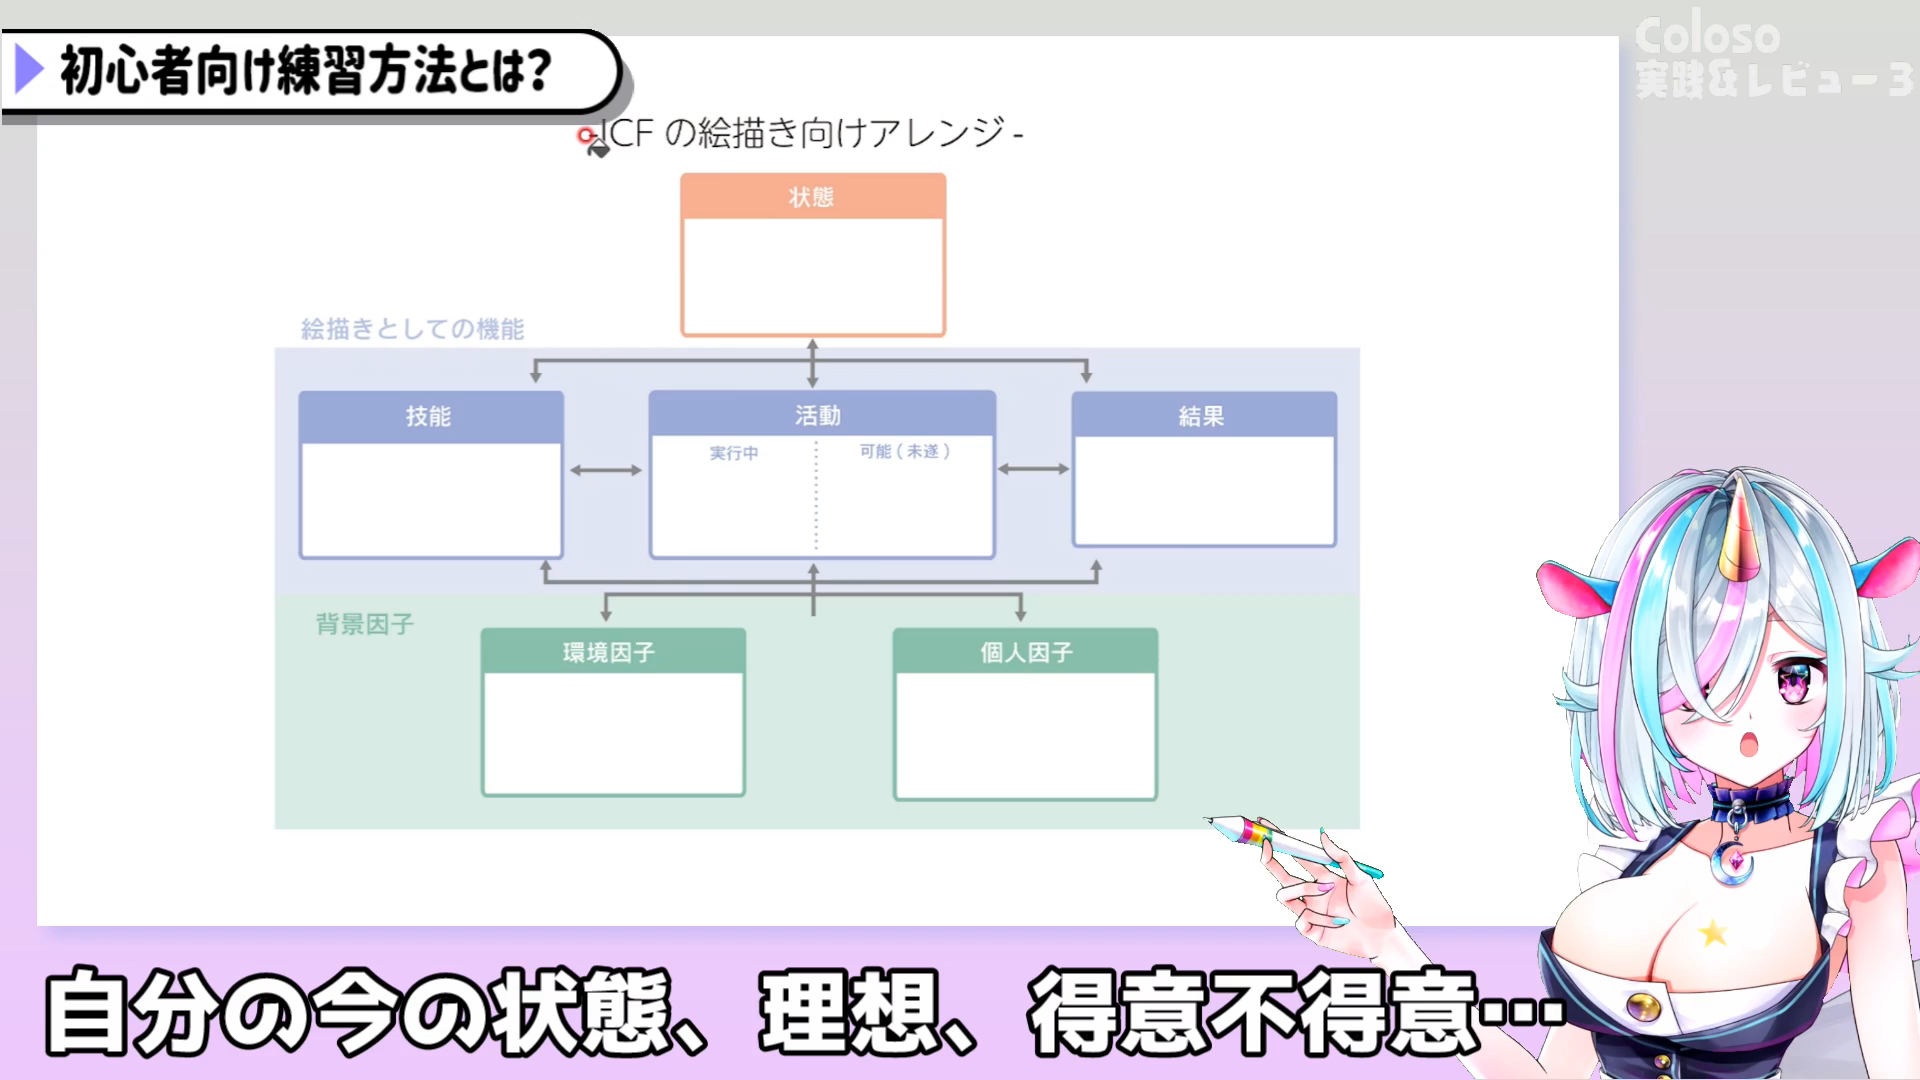 初心者向け練習方法とは?
Coloso
実践&レビュー3
-ICF の絵描き向けアレンジ-
状態
絵描きとしての機能
技能
活動
実行中
可能(未遂)
結果
背景因子
環境因子
個人因子
自分の今の状態、理想、得意不得意…